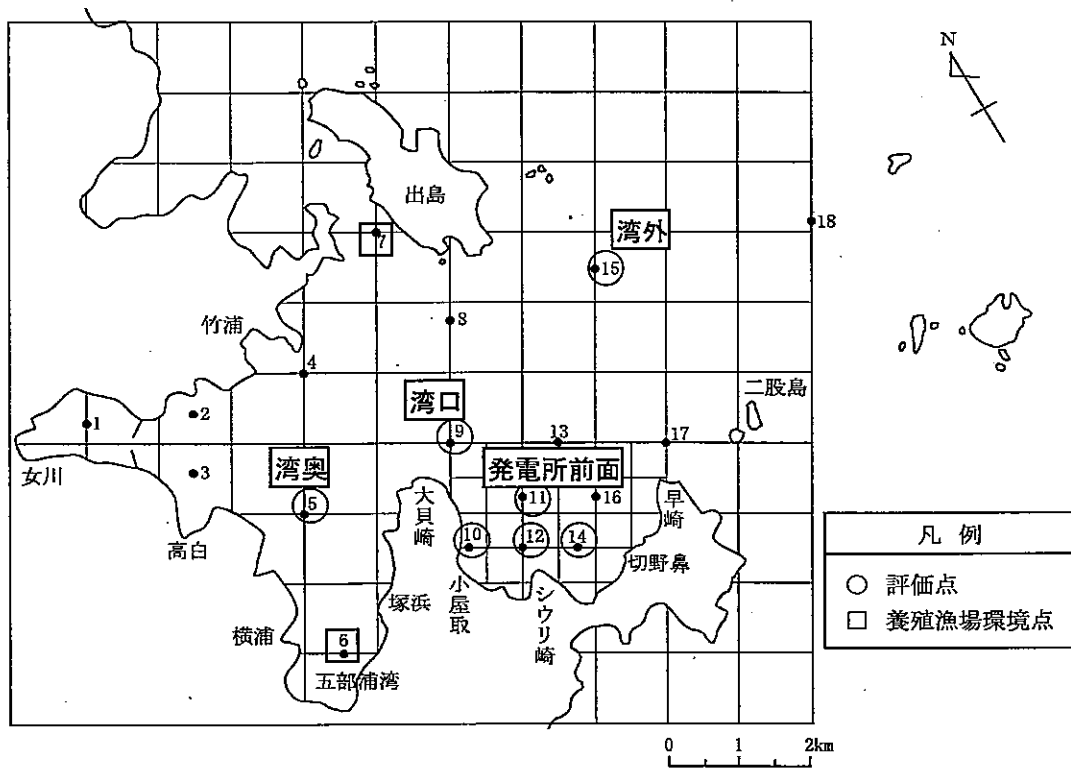 N
出島
湾外
18
15
7
8
竹浦
4
二股島
湾口
1
2
9
13
17
3
女川
湾奥
発電所前面
大貝崎
11
16
早崎
5
高白
10
12
14
切野鼻
小屋取
シウリ崎
塚浜
横浦
6
五部浦湾
凡例
○ 評価点
□ 養殖漁場環境点
0 1 2km